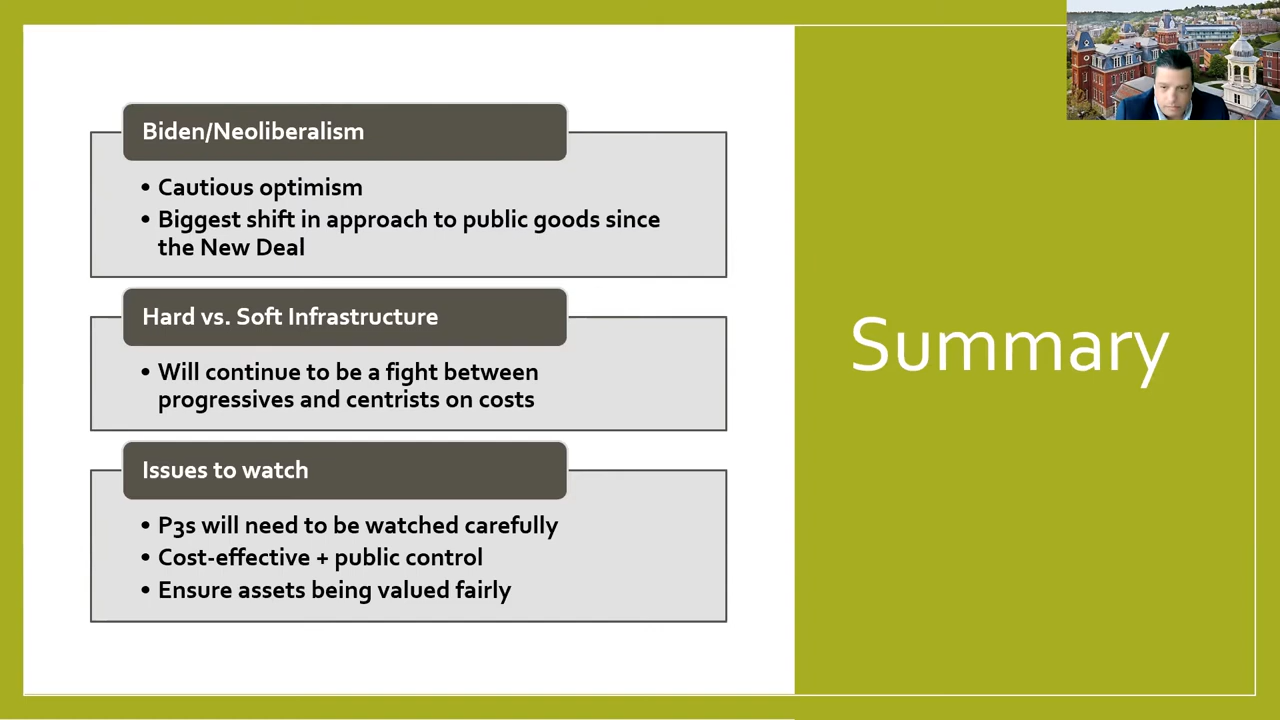 Biden/Neoliberalism
• Cautious optimism
• Biggest shift in approach to public goods since
the New Deal
Hard vs. Soft Infrastructure
• Will continue to be a fight between
progressives and centrists on costs
Issues to watch
• P3s will need to be watched carefully
• Cost-effective + public control
• Ensure assets being valued fairly
Summary